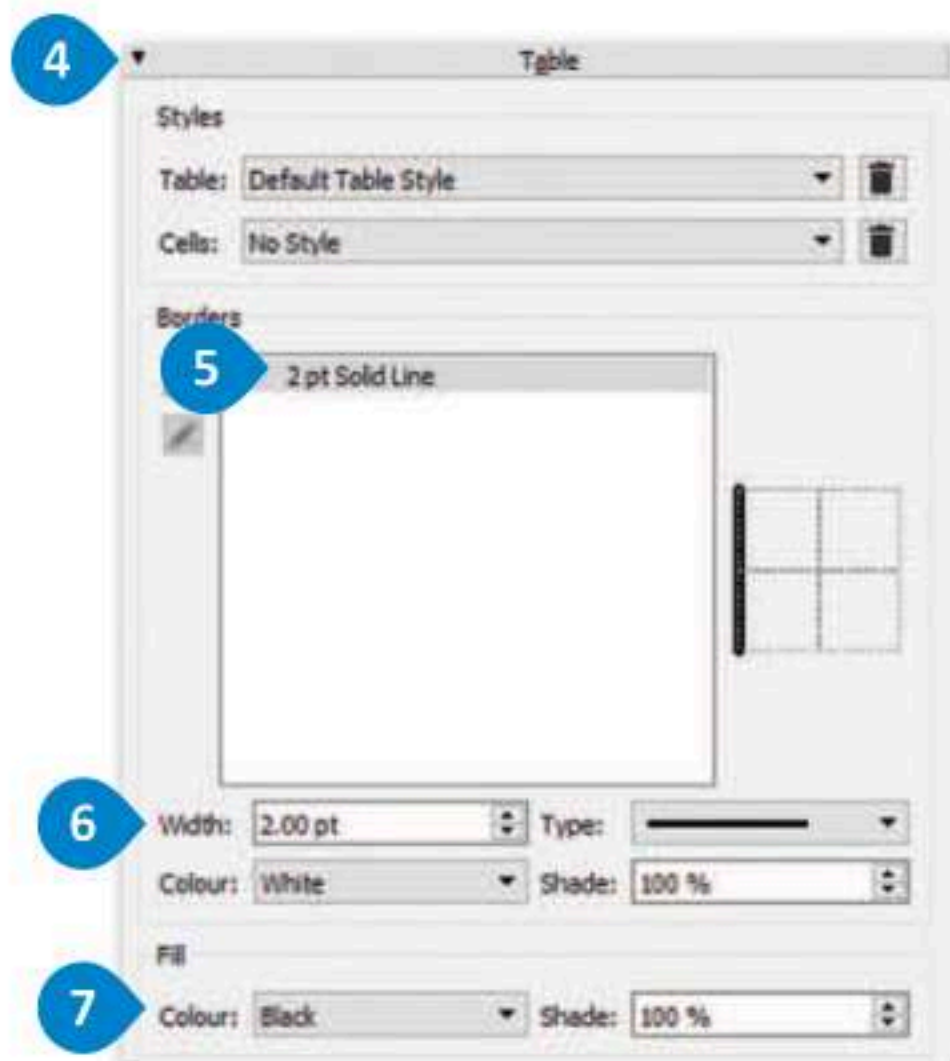 4 Table
Styles
Table: Default Table Style
Cells: No Style
Borders
5 2 pt Solid Line
6 Width: 2.00 pt Type:
Colour: White Shade: 100 %
Fill
7 Colour: Black Shade: 100 %